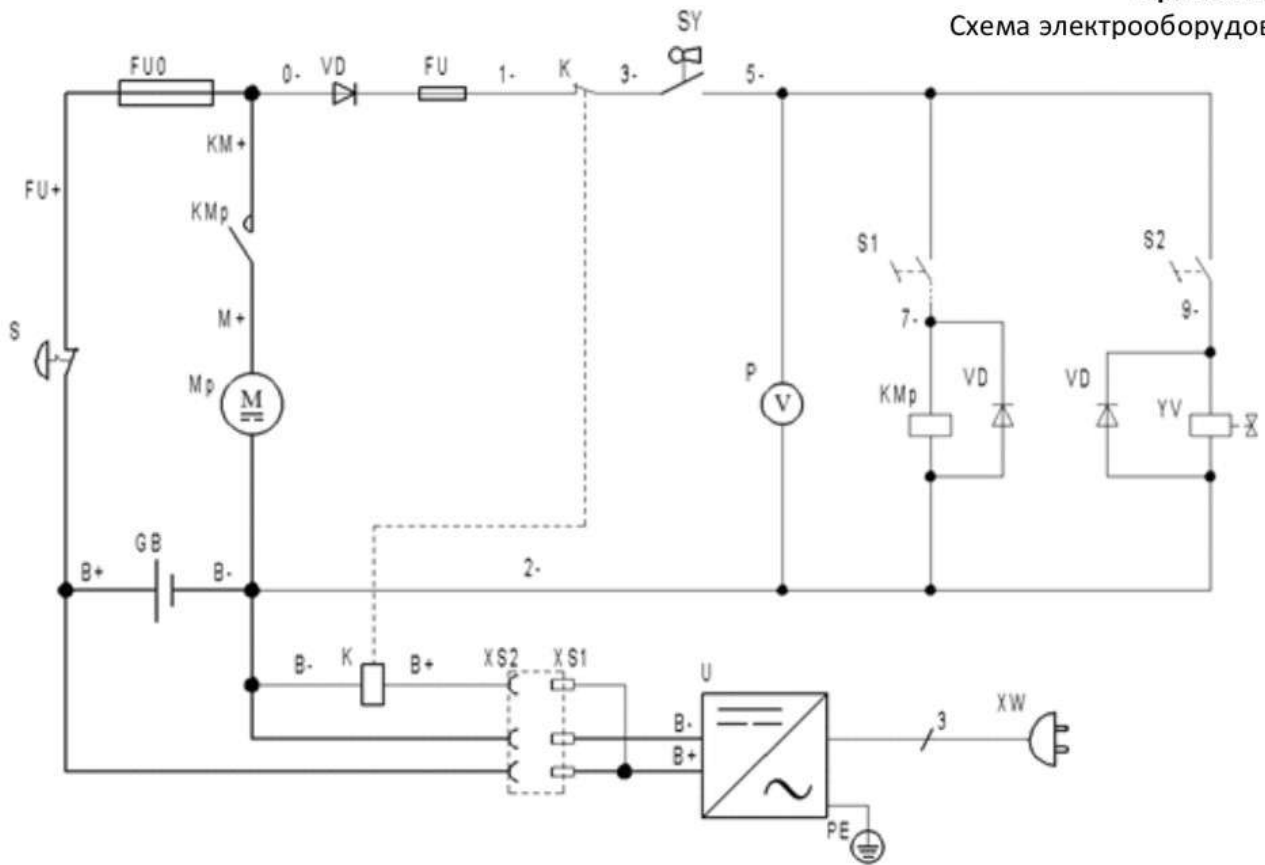 Схема электрооборудов
SY
FU0
0-
VD
FU
1-
K
3-
5-
KM+
FU+
KMp
S1
S2
M+
7-
9-
S
Mp
M
P
V
KMp
VD
VD
YV
GB
B+
B-
2-
B-
K
B+
XS2
XS1
U
B-
B+
3
XW
PE